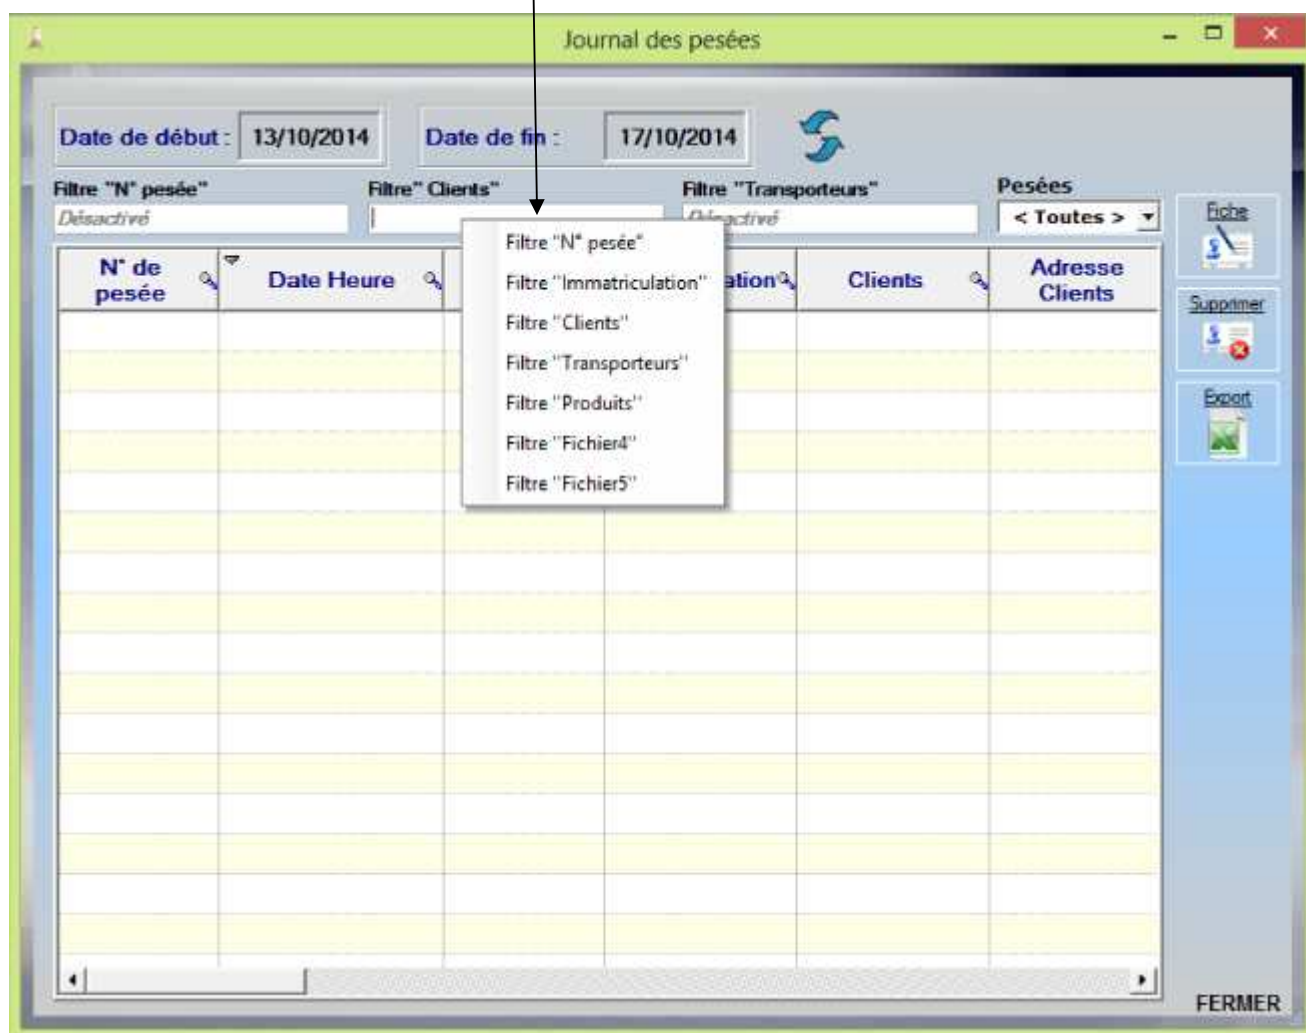 Journal des pesées
Date de début : 13/10/2014 Date de fin : 17/10/2014
Filtre "N° pesée" Filtre" Clients" Filtre "Transporteurs" Pesées
Désactivé Désactivé < Toutes >
Fiche
N° de pesée Date Heure ation Clients Adresse Clients
Supprimer
Export
Filtre "N° pesée"
Filtre "Immatriculation"
Filtre "Clients"
Filtre "Transporteurs"
Filtre "Produits"
Filtre "Fichier4"
Filtre "Fichier5"
FERMER